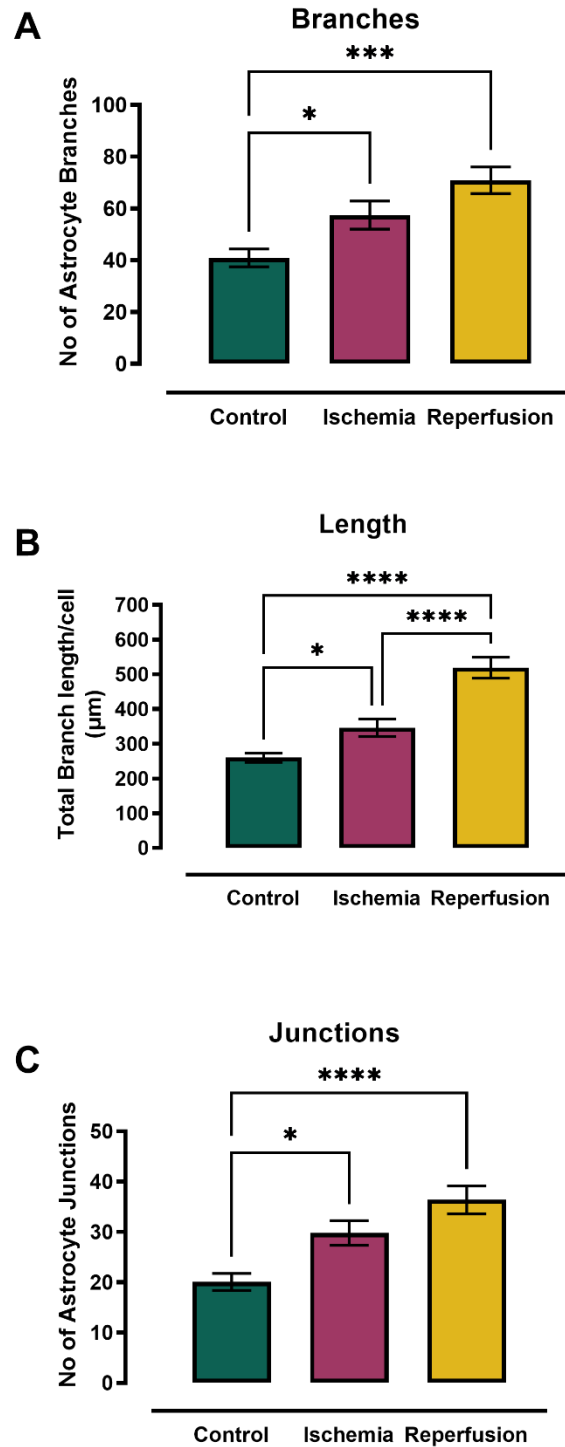 A
Branches
***
*
No of Astrocyte Branches
100
80
60
40
20
0
Control Ischemia Reperfusion
B
Length
****
****
*
Total Branch length/cell
(µm)
700
600
500
400
300
200
100
0
Control Ischemia Reperfusion
C
Junctions
****
*
No of Astrocyte Junctions
50
40
30
20
10
0
Control Ischemia Reperfusion